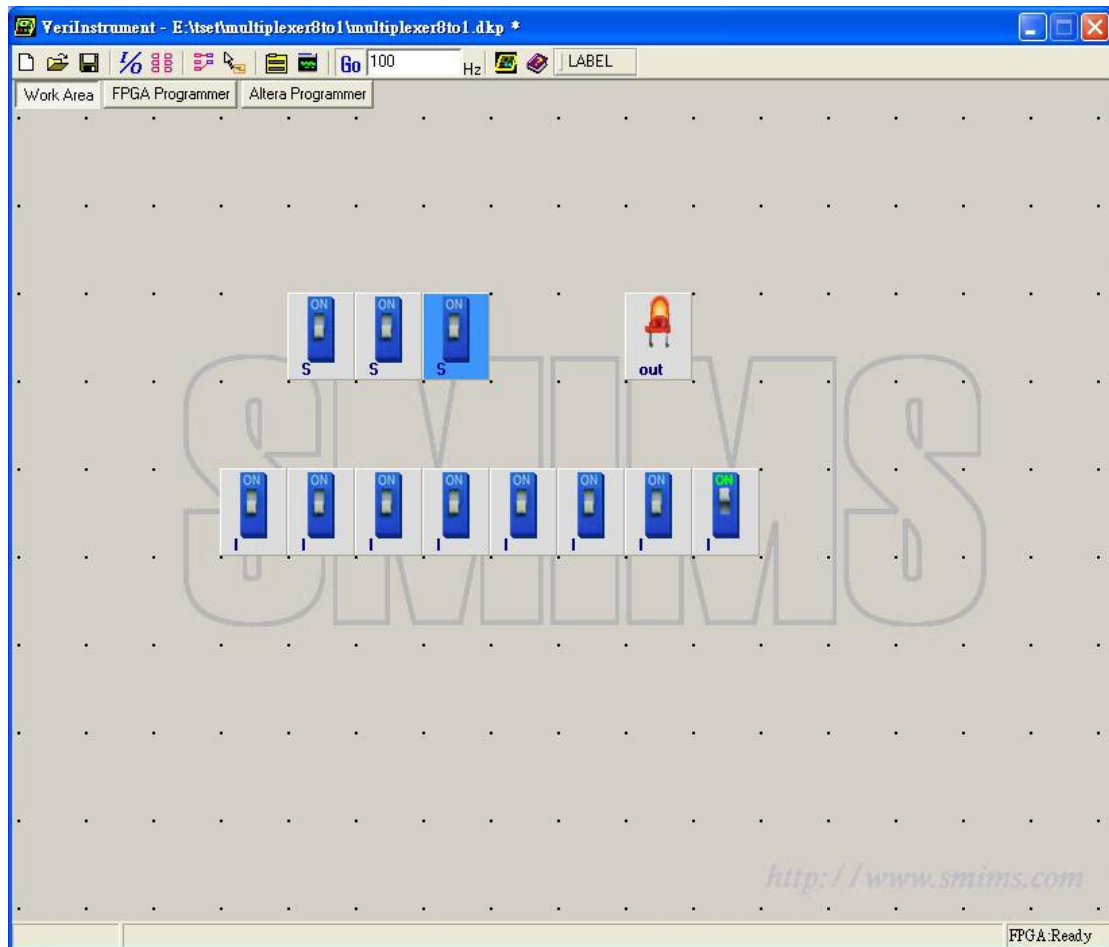 VeriInstrument - E:\tset\multiplexer8to1\multiplexer8to1.dkp *
I/O Go 100 Hz LABEL
Work Area FPGA Programmer Altera Programmer
ON ON ON
S S S out
SMIMS
ON ON ON ON ON ON ON ON
I I I I I I I I
http://www.smims.com
FPGA:Ready